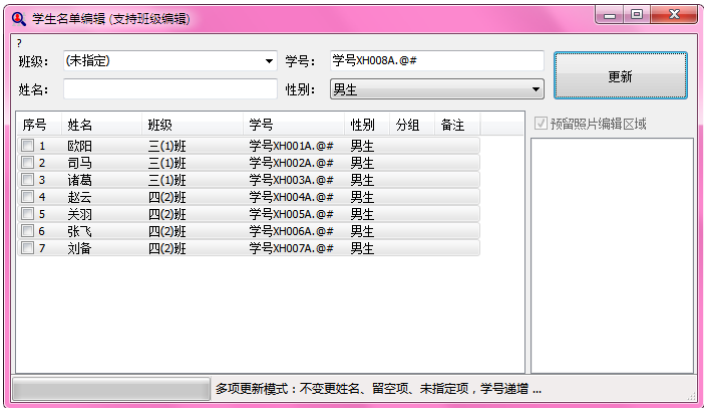 学生名单编辑 (支持班级编辑)
?
班级: (未指定) 学号: 学号XH008A.@#
更新
姓名: 性别: 男生
序号 姓名 班级 学号 性别 分组 备注
预留照片编辑区域
1 欧阳 三(1)班 学号XH001A.@# 男生
2 司马 三(1)班 学号XH002A.@# 男生
3 诸葛 三(1)班 学号XH003A.@# 男生
4 赵云 四(2)班 学号XH004A.@# 男生
5 关羽 四(2)班 学号XH005A.@# 男生
6 张飞 四(2)班 学号XH006A.@# 男生
7 刘备 四(2)班 学号XH007A.@# 男生
多项更新模式：不变更姓名、留空项、未指定项，学号递增 ...